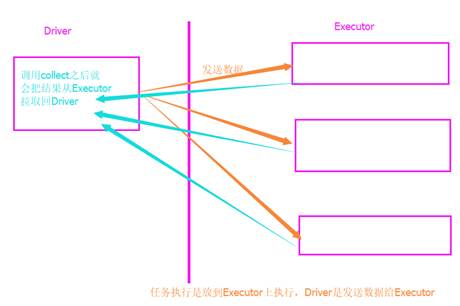 Driver
Executor
发送数据
调用collect之后就
会把结果从Executor
拉取回Driver
任务执行是放到Executor上执行，Driver是发送数据给Executor